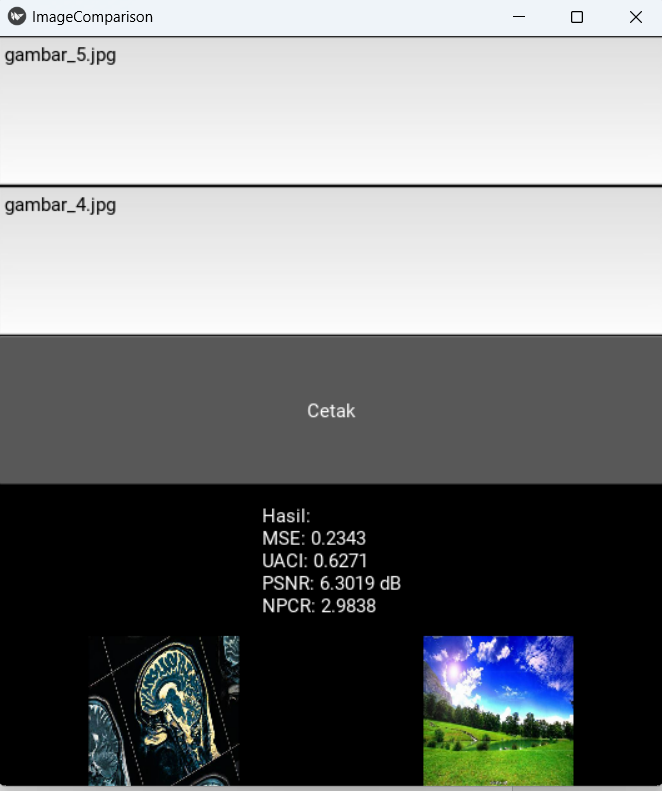 ImageComparison
gambar_5.jpg
gambar_4.jpg
Cetak
Hasil:
MSE: 0.2343
UACI: 0.6271
PSNR: 6.3019 dB
NPCR: 2.9838